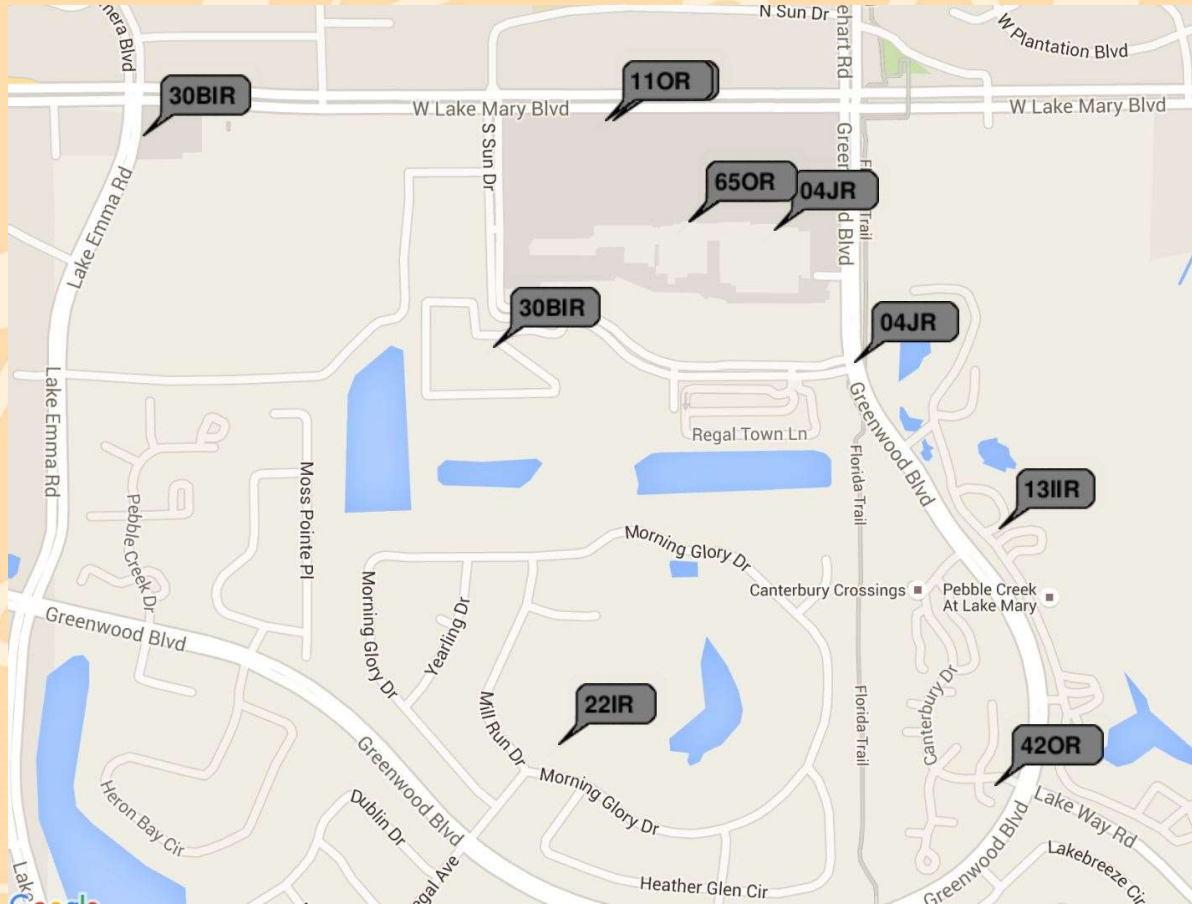 N Sun Dr
W Plantation Blvd
30BIR
11OR
W Lake Mary Blvd
W Lake Mary Blvd
S Sun Dr
Lake Emma Rd
65OR
04JR
30BIR
04JR
Lake Emma Rd
Regal Town Ln
Greenwood Blvd
Florida Trail
Moss Pointe Pl
Pebble Creek Dr
13IIR
Morning Glory Dr
Canterbury Crossings
Pebble Creek
At Lake Mary
Greenwood Blvd
Morning Glory Dr
Yearling Dr
Mill Run Dr
22IR
Florida Trail
Canterbury Dr
42OR
Greenwood Blvd
Morning Glory Dr
Heron Bay Cir
Dublin Dr
Lake Way Rd
Greenwood Blvd
Lakebreeze Cir
Heather Glen Cir
Lake